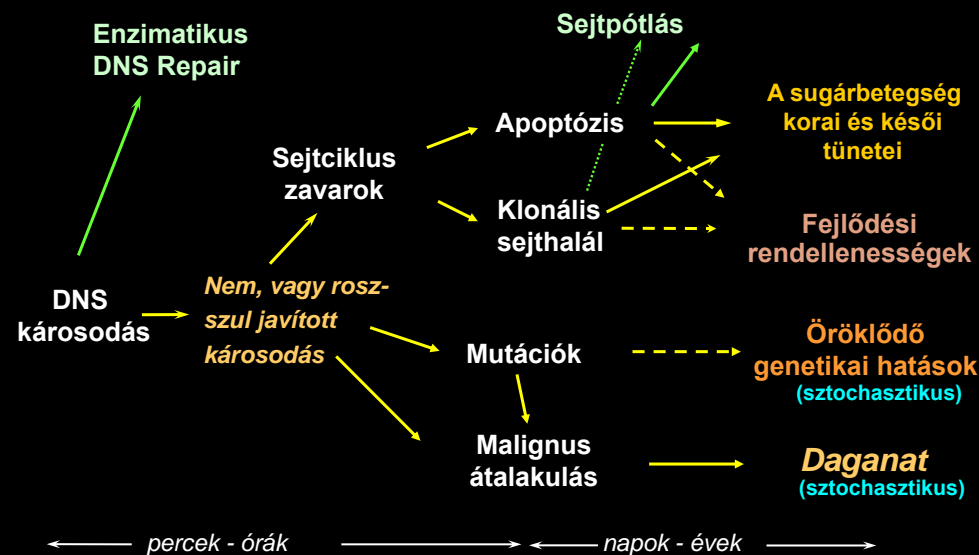 Enzimatikus
DNS Repair
Sejtpótlás
Apoptózis
A sugárbetegség
korai és késői
tünetei
Sejtciklus
zavarok
Klonális
sejthalál
Fejlődési
rendellenességek
DNS
károsodás
Nem, vagy rosz-
szul javított
károsodás
Mutációk
Öröklődő
genetikai hatások
(sztochasztikus)
Malignus
átalakulás
Daganat
(sztochasztikus)
percek - órák
napok - évek